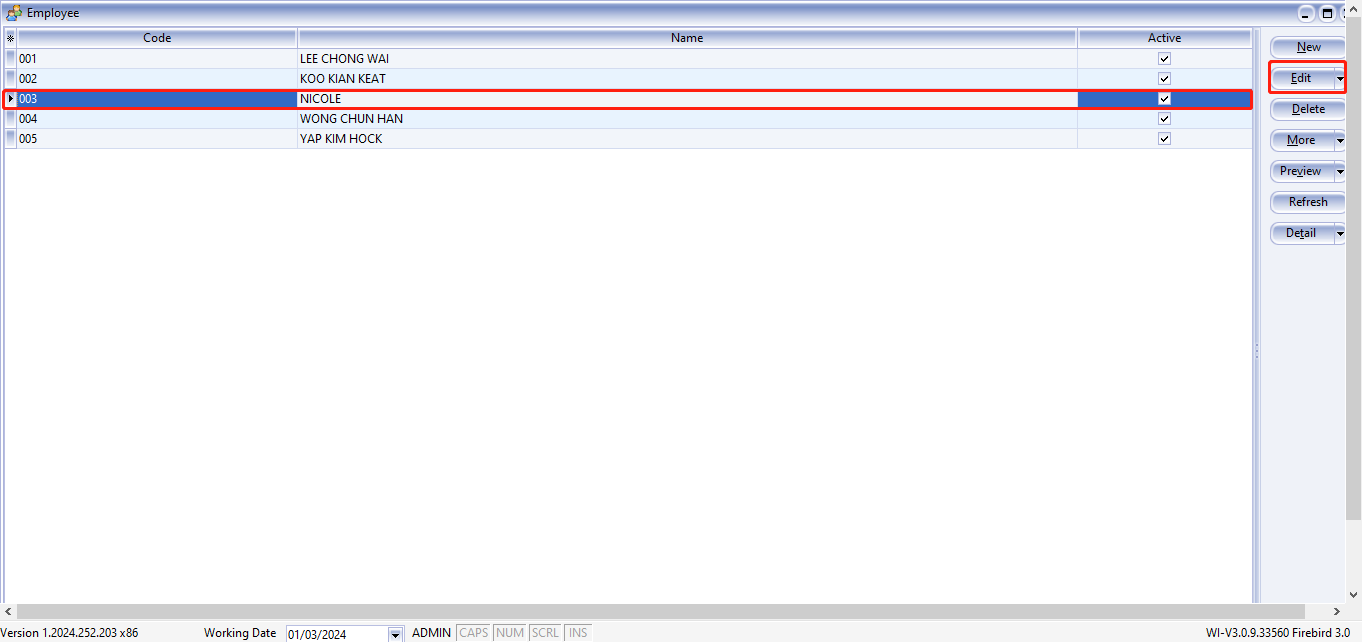 Employee
Code Name Active
001 LEE CHONG WAI
002 KOO KIAN KEAT
003 NICOLE
004 WONG CHUN HAN
005 YAP KIM HOCK
New
Edit
Delete
More
Preview
Refresh
Detail
Version 1.2024.252.203 x86 Working Date 01/03/2024 ADMIN CAPS NUM SCRL INS WI-V3.0.9.33560 Firebird 3.0